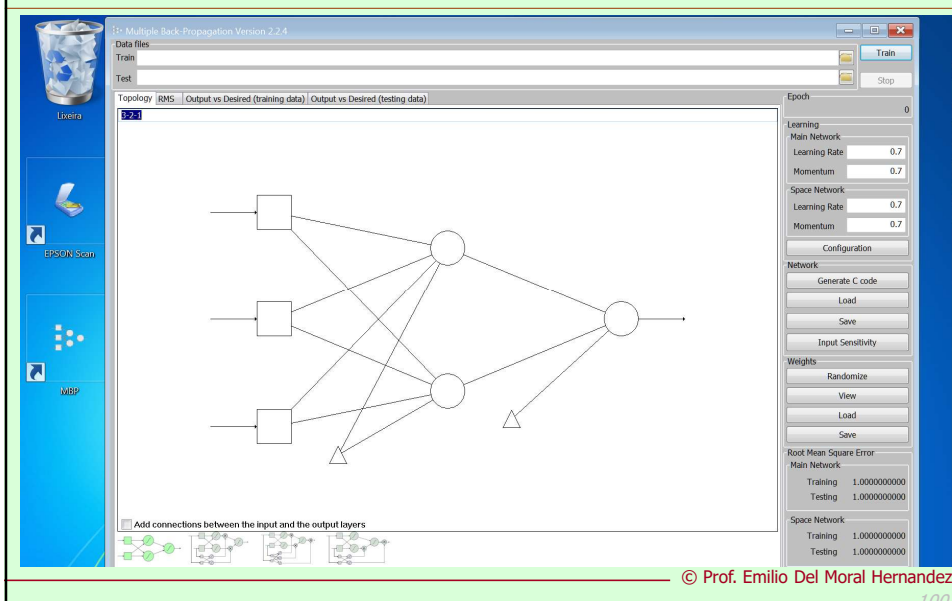 Multiple Back-Propagation Version 2.2.4
Data files
Train
Train
Test
Stop
Topology RMS Output vs Desired (training data) Output vs Desired (testing data)
3-2-1
Epoch
0
Learning
Main Network
Learning Rate 0.7
Momentum 0.7
Space Network
Learning Rate 0.7
Momentum 0.7
Configuration
Network
Generate C code
Load
Save
Input Sensitivity
Weights
Randomize
View
Load
Save
Root Mean Square Error
Main Network
Training 1.0000000000
Testing 1.0000000000
Space Network
Training 1.0000000000
Testing 1.0000000000
Add connections between the input and the output layers
Lixeira
EPSON Scan
MBP
© Prof. Emilio Del Moral Hernandez
100